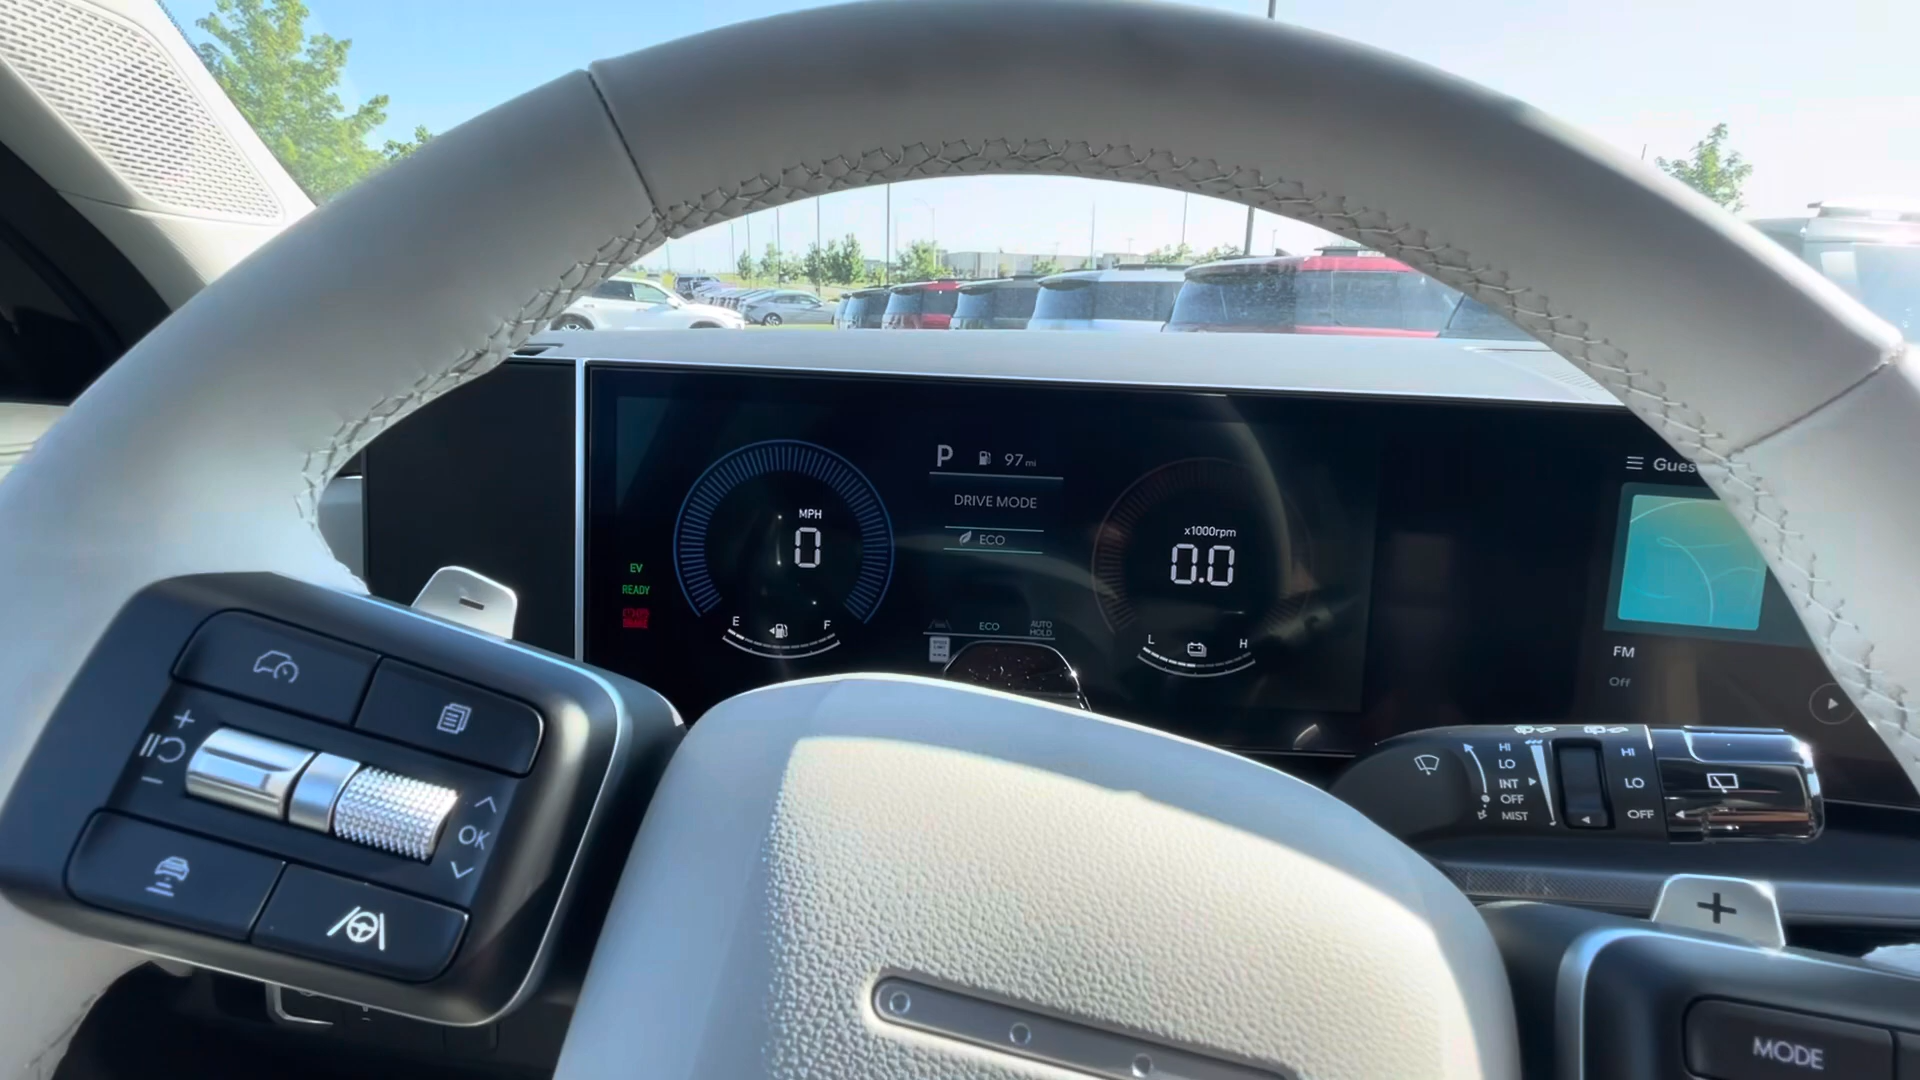 P 97 mi
DRIVE MODE
ECO
MPH
0
x1000rpm
0.0
EV
READY
E F
ECO
AUTO HOLD
L H
Gues
FM
Off
-
+
-
OK
HI
LO
INT
OFF
MIST
HI
LO
OFF
+
MODE